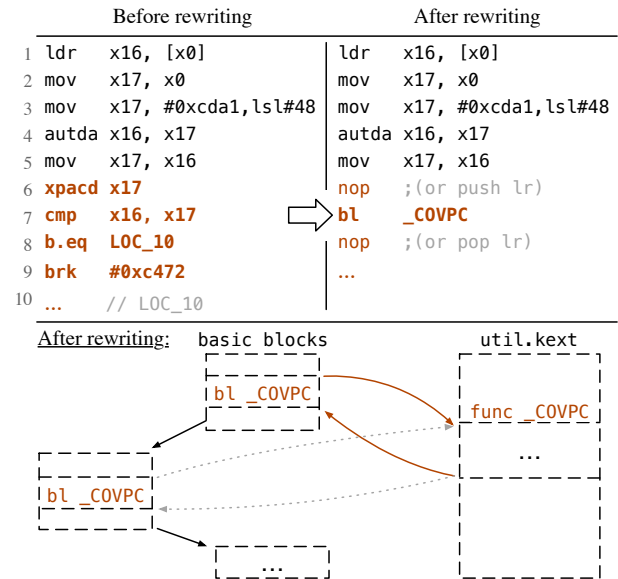 Before rewriting After rewriting
1 ldr x16, [x0] ldr x16, [x0]
2 mov x17, x0 mov x17, x0
3 mov x17, #0xcda1,lsl#48 mov x17, #0xcda1,lsl#48
4 autda x16, x17 autda x16, x17
5 mov x17, x16 mov x17, x16
6 xpacd x17 nop ;(or push lr)
7 cmp x16, x17 bl _COVPC
8 b.eq LOC_10 nop ;(or pop lr)
9 brk #0xc472 ...
10 ... // LOC_10
After rewriting: basic blocks util.kext
bl _COVPC
func _COVPC
...
bl _COVPC
...